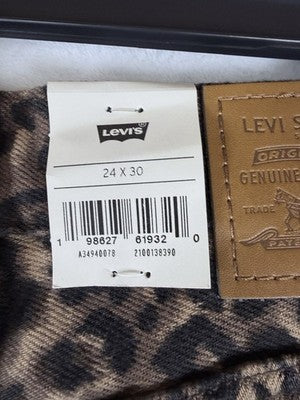 LEVI'S
24 X 30
1 98627 61932 0
A34940078 2100138390
LEVI S
ORIG
GENUINE
TRADE
PATE